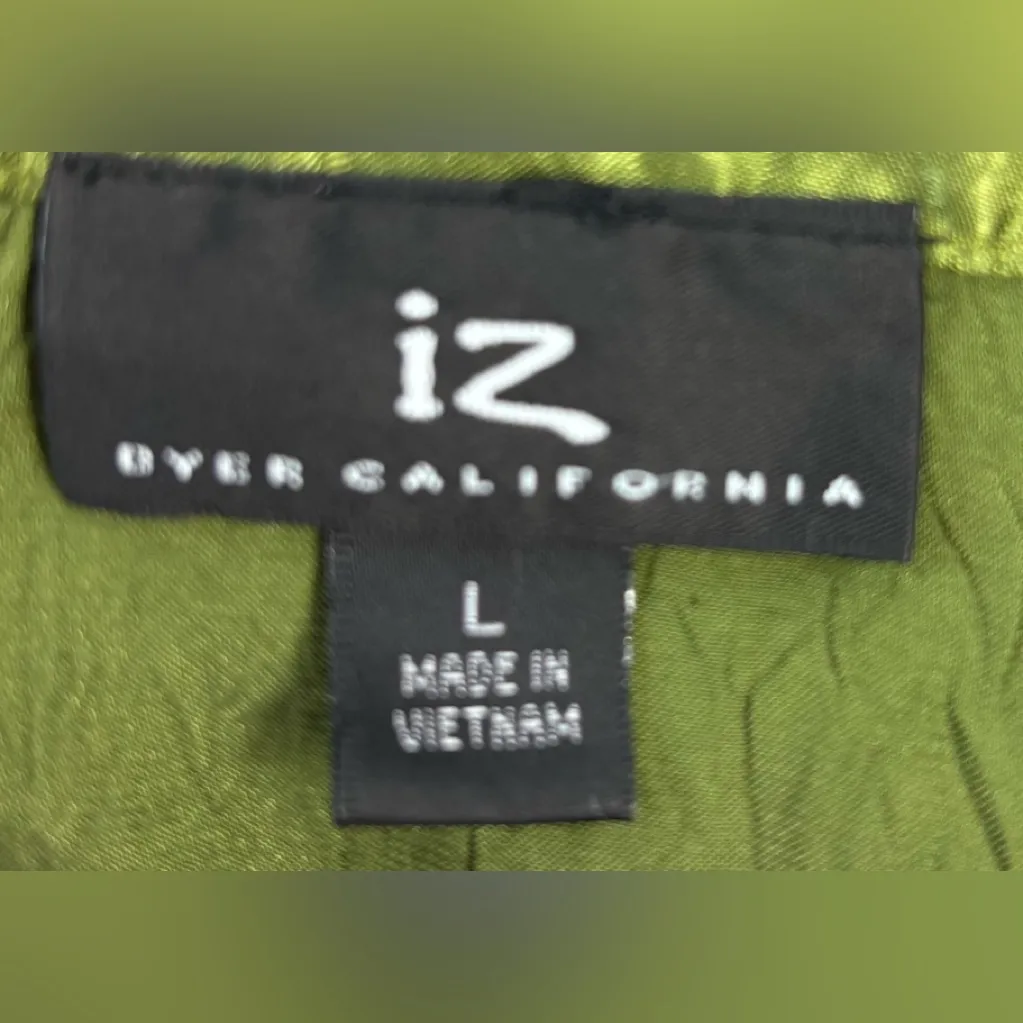 iz
BYER CALIFORNIA
L
MADE IN
VIETNAM